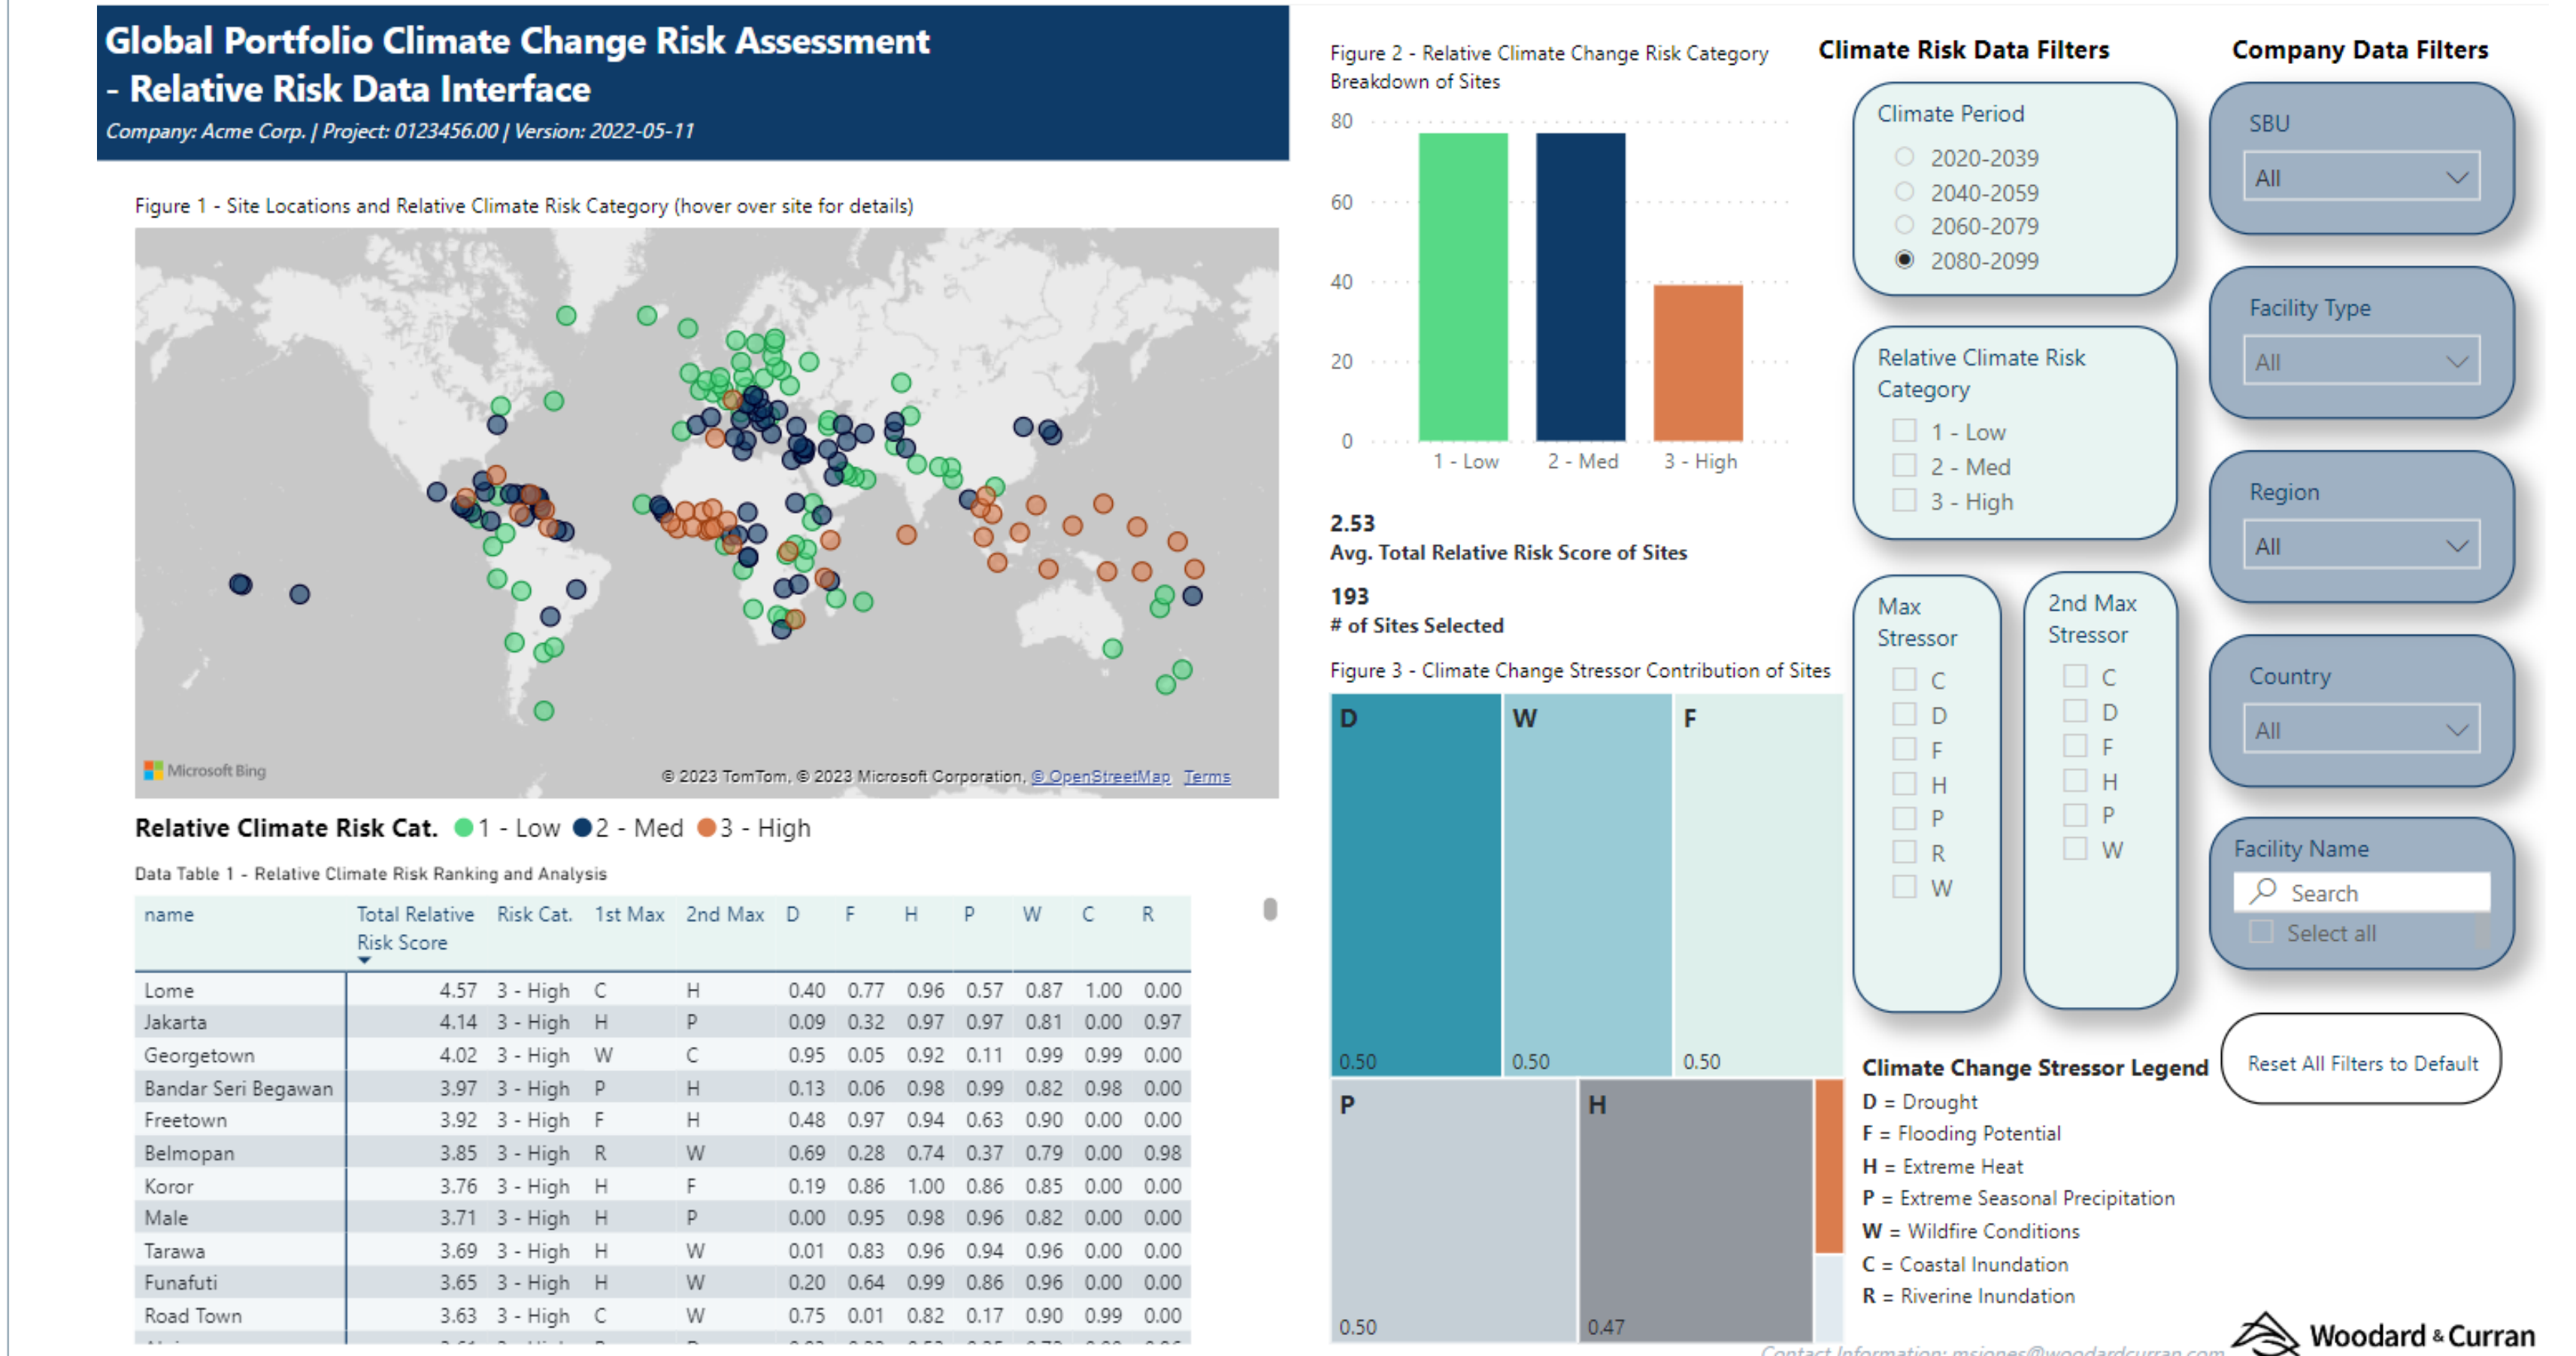 Global Portfolio Climate Change Risk Assessment
- Relative Risk Data Interface
Company: Acme Corp. | Project: 0123456.00 | Version: 2022-05-11
Figure 1 - Site Locations and Relative Climate Risk Category (hover over site for details)
Microsoft Bing
© 2023 TomTom, © 2023 Microsoft Corporation, © OpenStreetMap Terms
Relative Climate Risk Cat. 1 - Low 2 - Med 3 - High
Data Table 1 - Relative Climate Risk Ranking and Analysis
name Total Relative Risk Cat. 1st Max 2nd Max D F H P W C R
Risk Score
Lome 4.57 3 - High C H 0.40 0.77 0.96 0.57 0.87 1.00 0.00
Jakarta 4.14 3 - High H P 0.09 0.32 0.97 0.97 0.81 0.00 0.97
Georgetown 4.02 3 - High W C 0.95 0.05 0.92 0.11 0.99 0.99 0.00
Bandar Seri Begawan 3.97 3 - High P H 0.13 0.06 0.98 0.99 0.82 0.98 0.00
Freetown 3.92 3 - High F H 0.48 0.97 0.94 0.63 0.90 0.00 0.00
Belmopan 3.85 3 - High R W 0.69 0.28 0.74 0.37 0.79 0.00 0.98
Koror 3.76 3 - High H F 0.19 0.86 1.00 0.86 0.85 0.00 0.00
Male 3.71 3 - High H P 0.00 0.95 0.98 0.96 0.82 0.00 0.00
Tarawa 3.69 3 - High H W 0.01 0.83 0.96 0.94 0.96 0.00 0.00
Funafuti 3.65 3 - High H W 0.20 0.64 0.99 0.86 0.96 0.00 0.00
Road Town 3.63 3 - High C W 0.75 0.01 0.82 0.17 0.90 0.99 0.00
Figure 2 - Relative Climate Change Risk Category
Breakdown of Sites
80
60
40
20
0
1 - Low 2 - Med 3 - High
2.53
Avg. Total Relative Risk Score of Sites
193
# of Sites Selected
Figure 3 - Climate Change Stressor Contribution of Sites
D W F
0.50 0.50 0.50
P H
0.50 0.47
Climate Risk Data Filters
Climate Period
2020-2039
2040-2059
2060-2079
2080-2099
Relative Climate Risk
Category
1 - Low
2 - Med
3 - High
Max
Stressor
C
D
F
H
P
R
W
2nd Max
Stressor
C
D
F
H
P
W
Climate Change Stressor Legend
D = Drought
F = Flooding Potential
H = Extreme Heat
P = Extreme Seasonal Precipitation
W = Wildfire Conditions
C = Coastal Inundation
R = Riverine Inundation
Company Data Filters
SBU
All
Facility Type
All
Region
All
Country
All
Facility Name
Search
Select all
Reset All Filters to Default
Contact Information: msjones@woodardcurran.com
Woodard & Curran